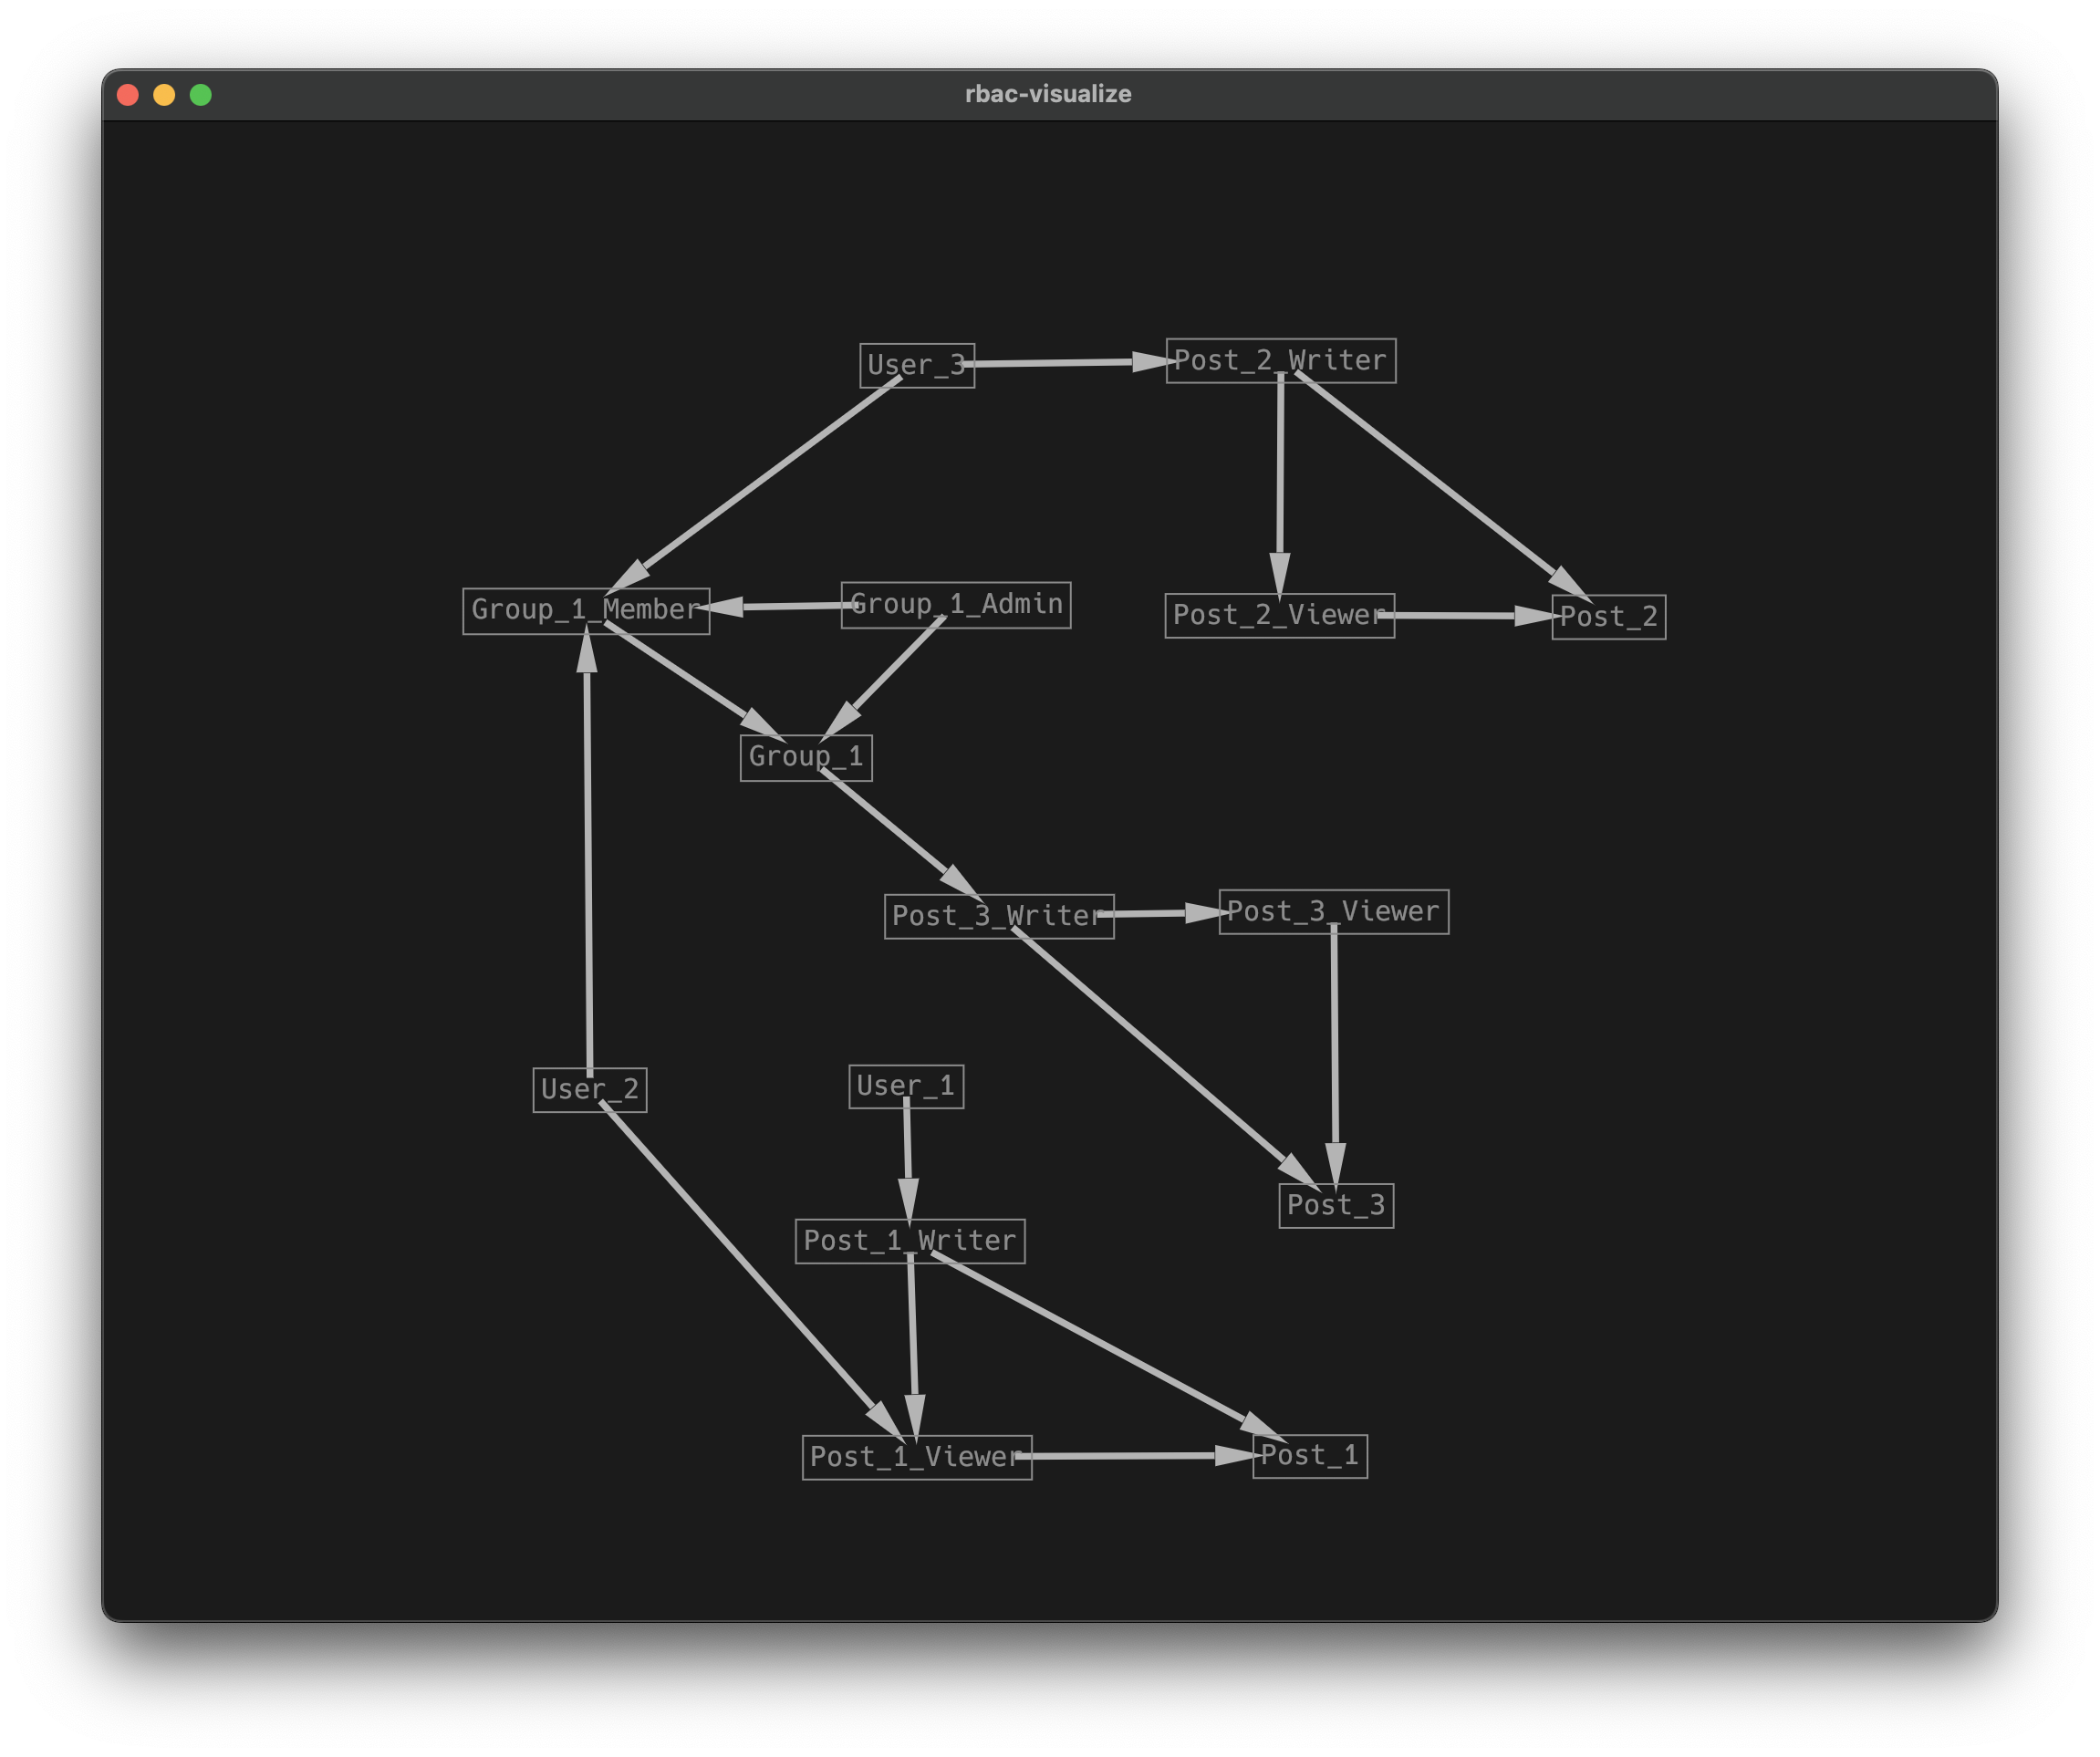 rbac-visualize
User_3
Post_2_Writer
Group_1_Member
Group_1_Admin
Post_2_Viewer
Post_2
Group_1
Post_3_Writer
Post_3_Viewer
User_2
User_1
Post_3
Post_1_Writer
Post_1_Viewer
Post_1